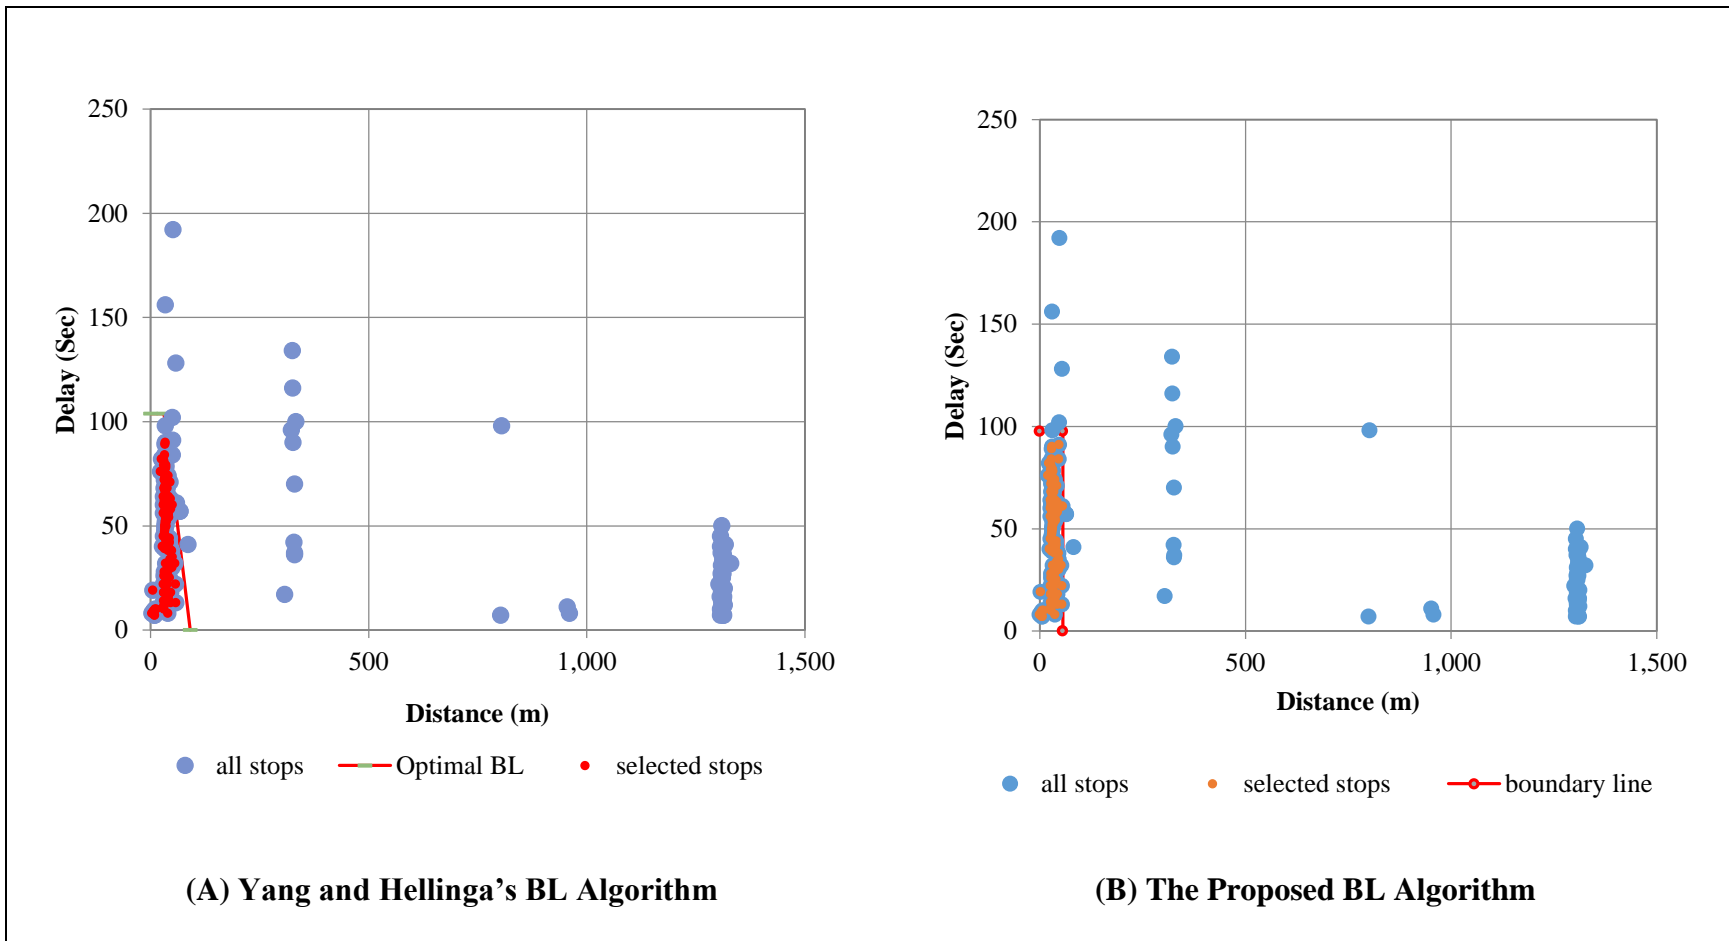 250
200
150
100
50
0
Delay (Sec)
0 500 1,000 1,500
Distance (m)
all stops Optimal BL selected stops
(A) Yang and Hellinga’s BL Algorithm
250
200
150
100
50
0
Delay (Sec)
0 500 1,000 1,500
Distance (m)
all stops selected stops boundary line
(B) The Proposed BL Algorithm